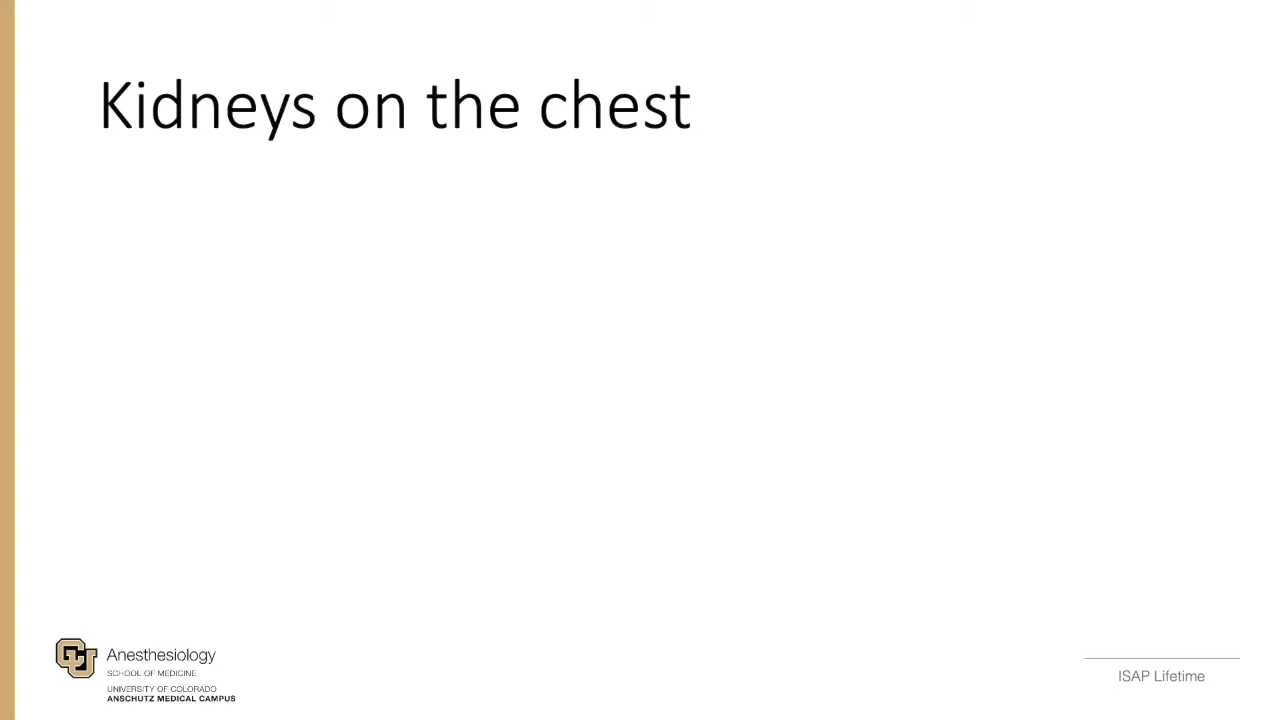 Kidneys on the chest
Anesthesiology
SCHOOL OF MEDICINE
UNIVERSITY OF COLORADO
ANSCHUTZ MEDICAL CAMPUS
ISAP Lifetime